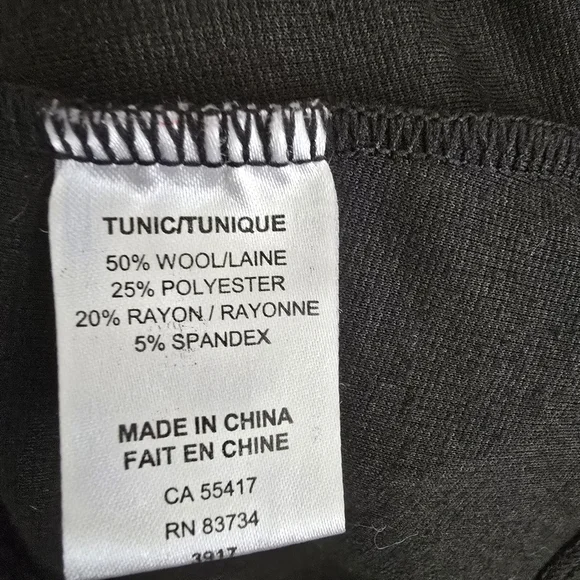 TUNIC/TUNIQUE
50% WOOL/LAINE
25% POLYESTER
20% RAYON / RAYONNE
5% SPANDEX
MADE IN CHINA
FAIT EN CHINE
CA 55417
RN 83734
3917